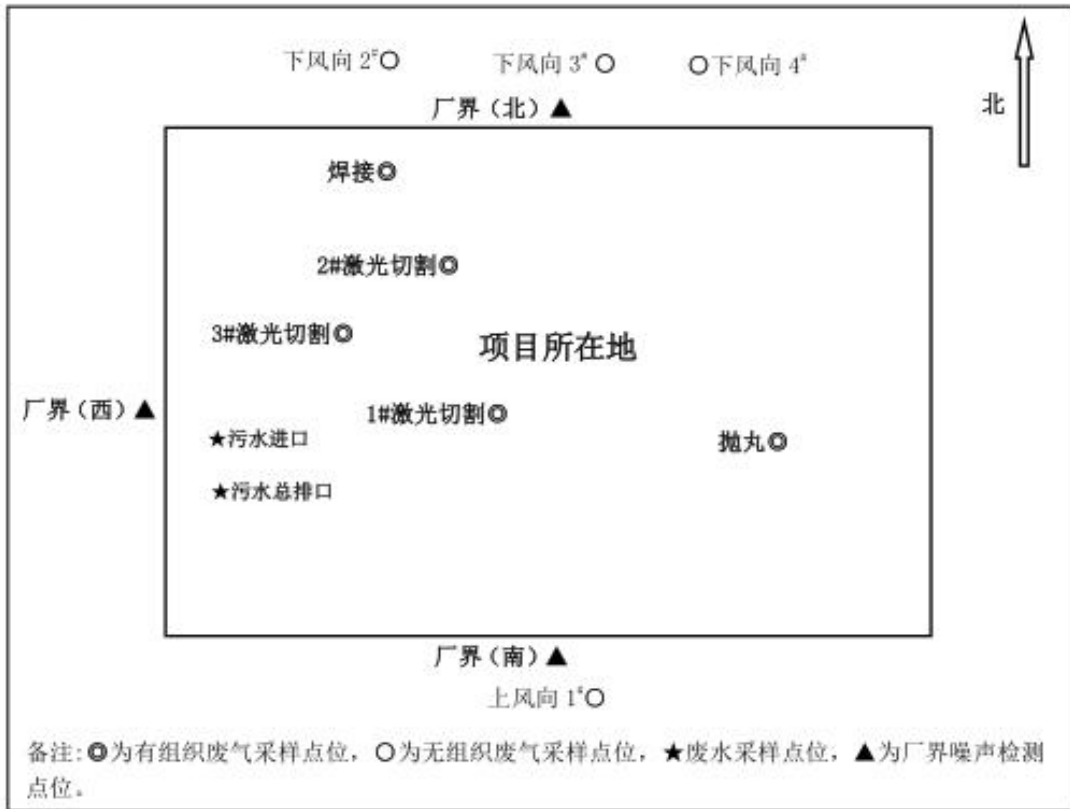 下风向 2#○
下风向 3# ○
○下风向 4#
厂界（北）▲
北
焊接◎
2#激光切割◎
3#激光切割◎
项目所在地
厂界（西）▲
1#激光切割◎
★污水进口
抛丸◎
★污水总排口
厂界（南）▲
上风向 1#○
备注:◎为有组织废气采样点位，○为无组织废气采样点位，★废水采样点位，▲为厂界噪声检测
点位。